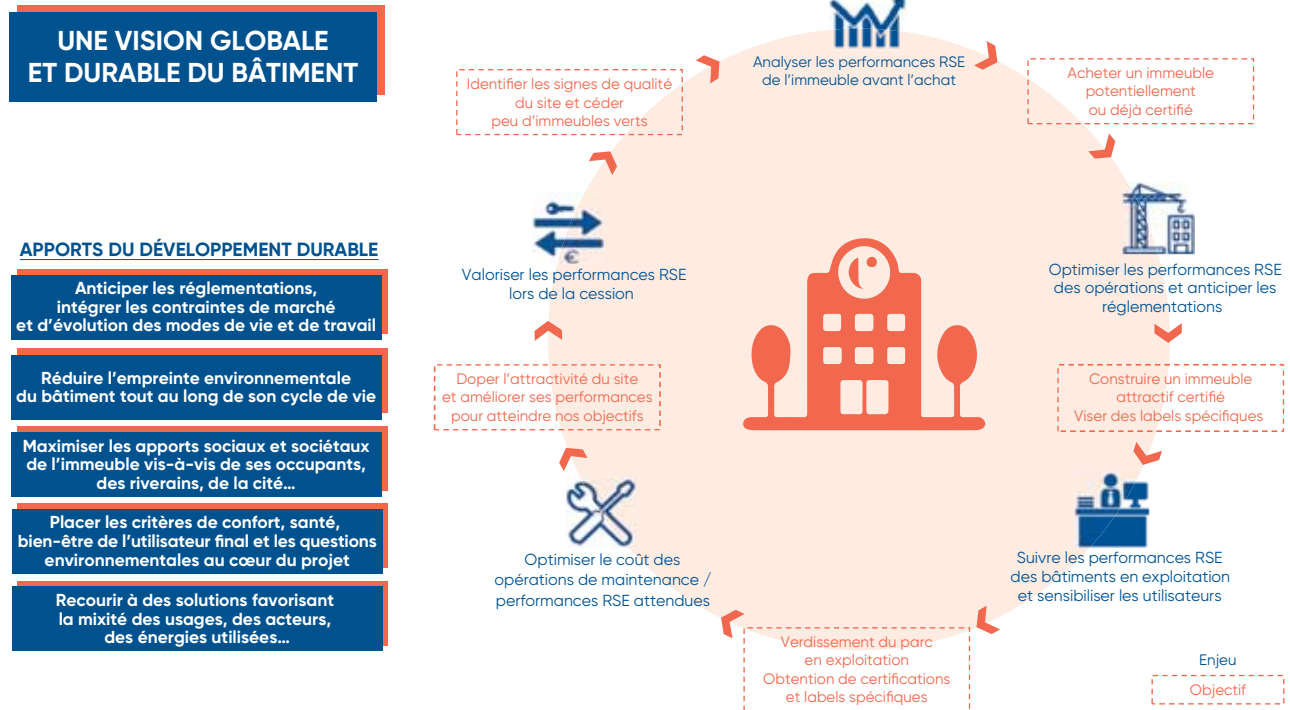 UNE VISION GLOBALE
ET DURABLE DU BÂTIMENT
APPORTS DU DÉVELOPPEMENT DURABLE
Anticiper les réglementations,
intégrer les contraintes de marché
et d'évolution des modes de vie et de travail
Réduire l'empreinte environnementale
du bâtiment tout au long de son cycle de vie
Maximiser les apports sociaux et sociétaux
de l'immeuble vis-à-vis de ses occupants,
des riverains, de la cité...
Placer les critères de confort, santé,
bien-être de l'utilisateur final et les questions
environnementales au cœur du projet
Recourir à des solutions favorisant
la mixité des usages, des acteurs,
des énergies utilisées...
Analyser les performances RSE
de l'immeuble avant l'achat
Acheter un immeuble
potentiellement
ou déjà certifié
Optimiser les performances RSE
des opérations et anticiper les
réglementations
Construire un immeuble
attractif certifié
Viser des labels spécifiques
Suivre les performances RSE
des bâtiments en exploitation
et sensibiliser les utilisateurs
Verdissement du parc
en exploitation
Obtention de certifications
et labels spécifiques
Optimiser le coût des
opérations de maintenance /
performances RSE attendues
Doper l'attractivité du site
et améliorer ses performances
pour atteindre nos objectifs
Valoriser les performances RSE
lors de la cession
€
Identifier les signes de qualité
du site et céder
peu d'immeubles verts
Enjeu
Objectif